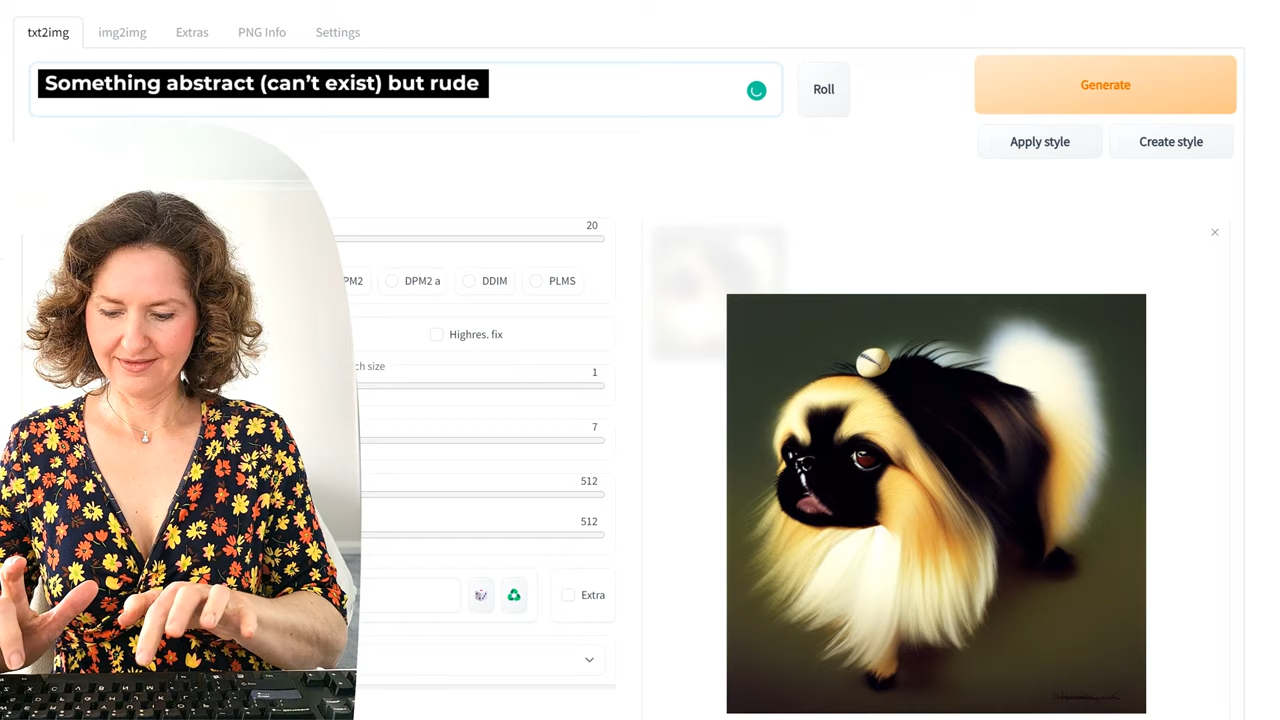 txt2img img2img Extras PNG Info Settings
Something abstract (can't exist) but rude
Roll
Generate
Apply style Create style
20
PM2 DPM2 a DDIM PLMS
Highres. fix
ch size
1
7
512
512
Extra